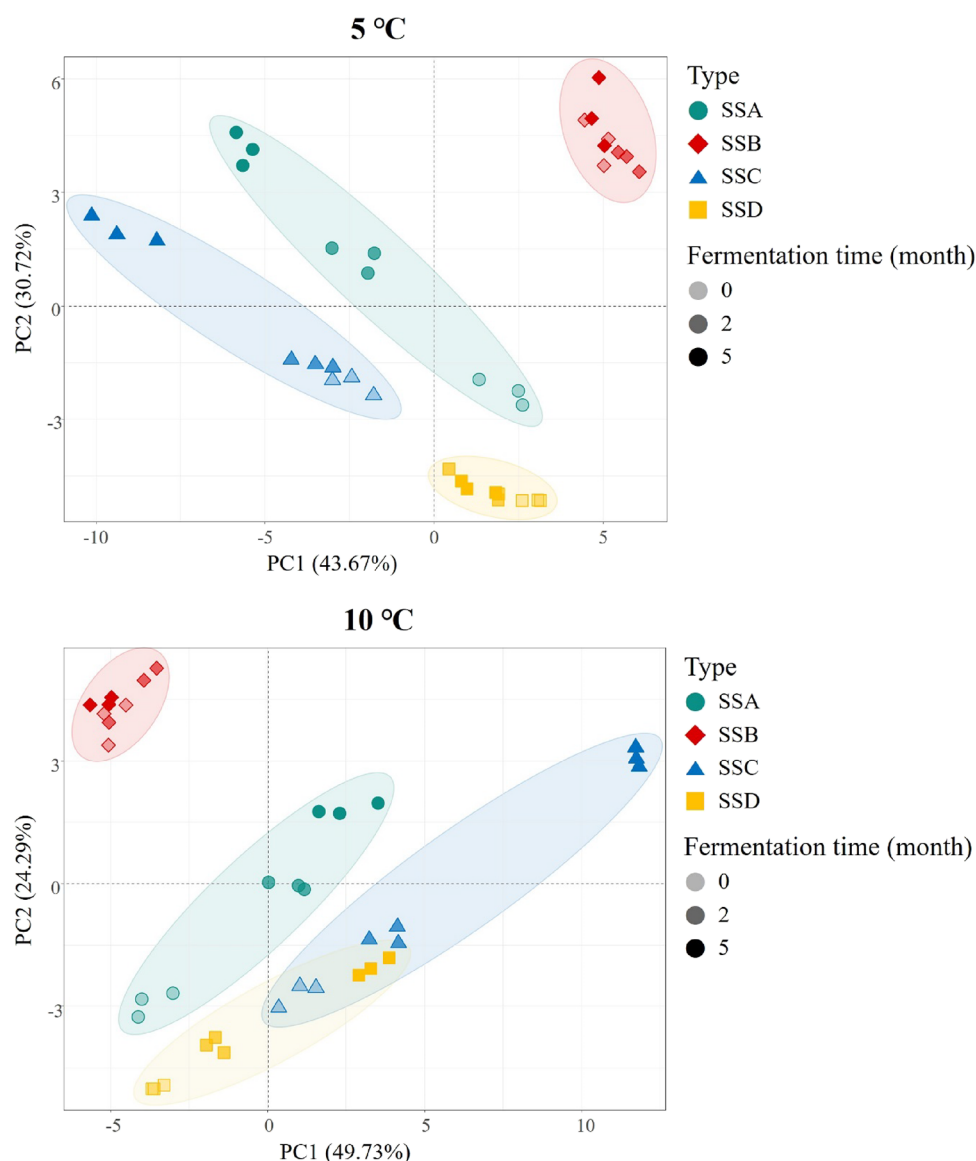 5 °C
6
3
0
-3
-10
-5
0
5
PC2 (30.72%)
PC1 (43.67%)
Type
SSA
SSB
SSC
SSD
Fermentation time (month)
0
2
5
10 °C
3
0
-3
-5
0
5
10
PC2 (24.29%)
PC1 (49.73%)
Type
SSA
SSB
SSC
SSD
Fermentation time (month)
0
2
5